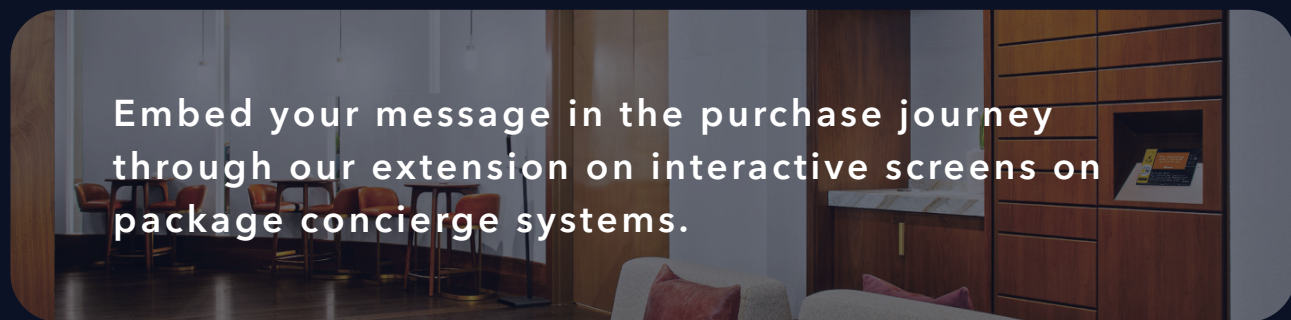 Embed your message in the purchase journey
through our extension on interactive screens on
package concierge systems.